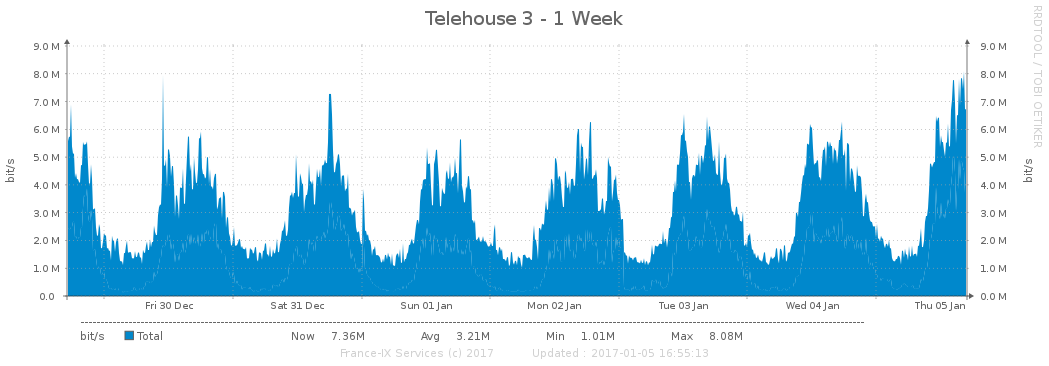 Telehouse 3 - 1 Week
RRDTOOL / TOBI OETIKER
9.0 M 9.0 M
8.0 M 8.0 M
7.0 M 7.0 M
6.0 M 6.0 M
5.0 M 5.0 M
4.0 M 4.0 M
3.0 M 3.0 M
2.0 M 2.0 M
1.0 M 1.0 M
0.0 0.0 M
bit/s
bit/s
Fri 30 Dec Sat 31 Dec Sun 01 Jan Mon 02 Jan Tue 03 Jan Wed 04 Jan Thu 05 Jan
bit/s Total Now 7.36M Avg 3.21M Min 1.01M Max 8.08M
France-IX Services (c) 2017 Updated : 2017-01-05 16:55:13